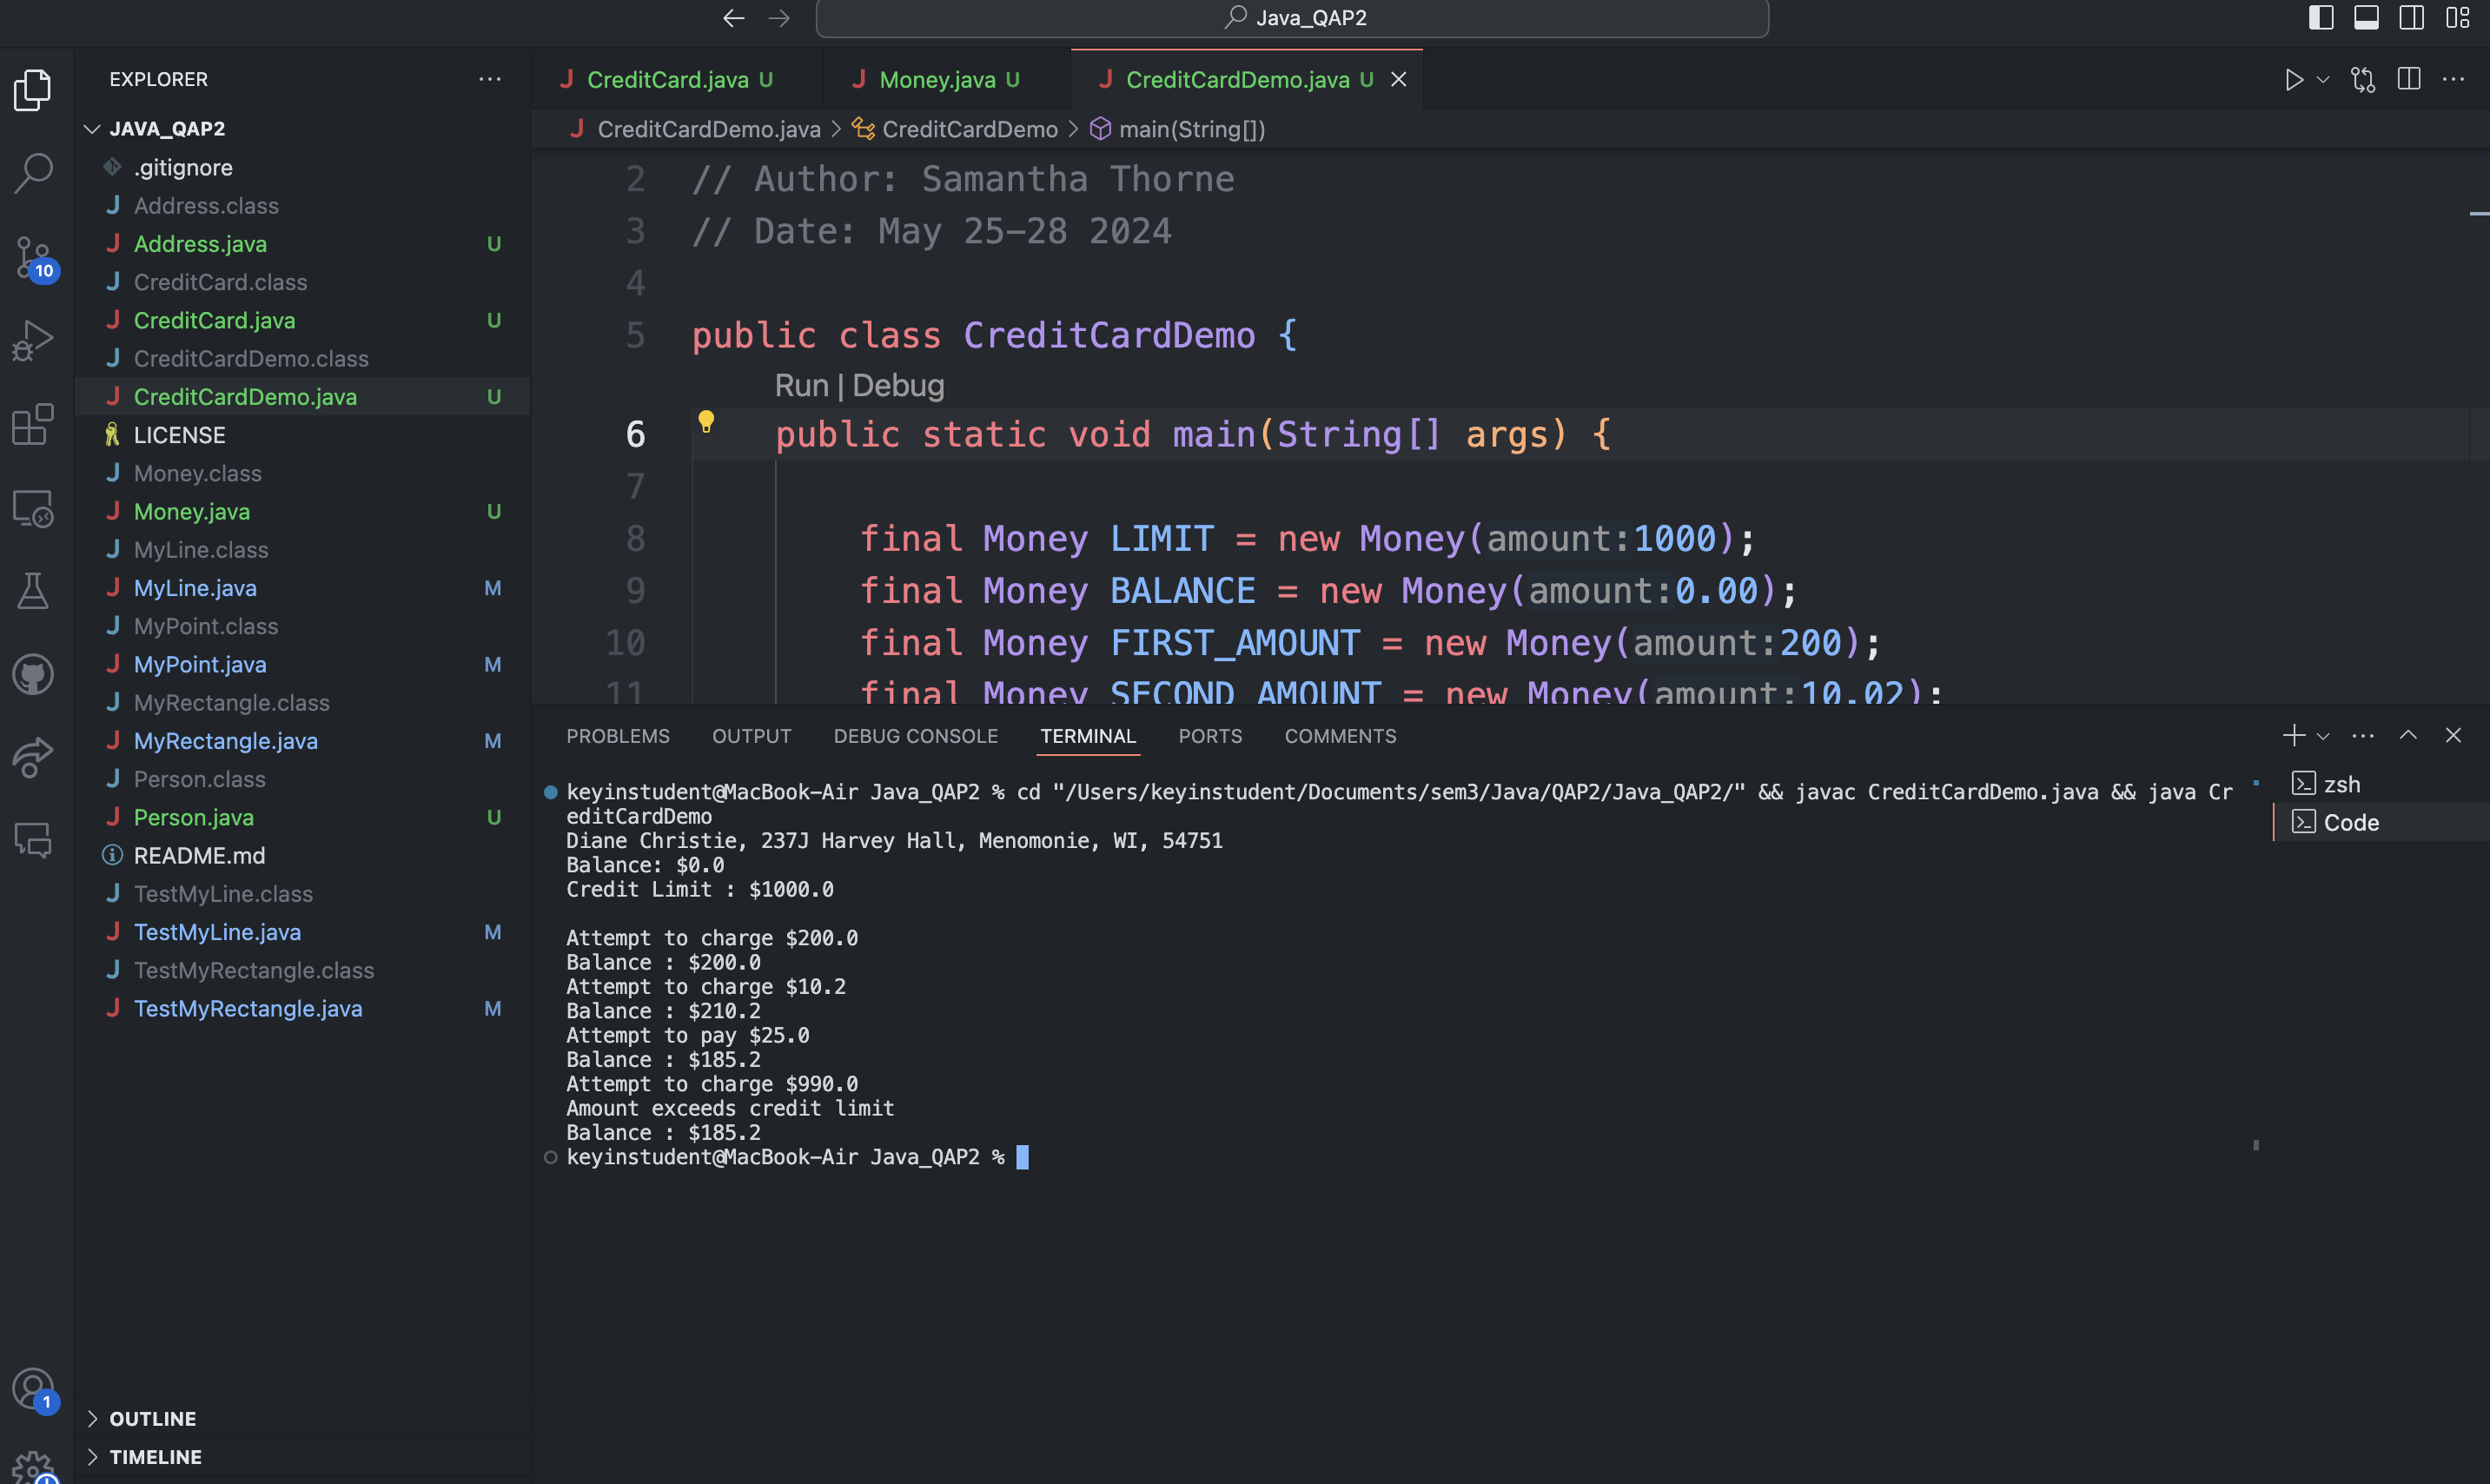 Java_QAP2
EXPLORER
JAVA_QAP2
.gitignore
Address.class
Address.java U
CreditCard.class
CreditCard.java U
CreditCardDemo.class
CreditCardDemo.java U
LICENSE
Money.class
Money.java U
MyLine.class
MyLine.java M
MyPoint.class
MyPoint.java M
MyRectangle.class
MyRectangle.java M
Person.class
Person.java U
README.md
TestMyLine.class
TestMyLine.java M
TestMyRectangle.class
TestMyRectangle.java M
OUTLINE
TIMELINE
10
1
CreditCard.java U Money.java U CreditCardDemo.java U
CreditCardDemo.java > CreditCardDemo > main(String[])
2 // Author: Samantha Thorne
3 // Date: May 25-28 2024
4
5 public class CreditCardDemo {
Run | Debug
6 public static void main(String[] args) {
7
8 final Money LIMIT = new Money(amount:1000);
9 final Money BALANCE = new Money(amount:0.00);
10 final Money FIRST_AMOUNT = new Money(amount:200);
11 final Money SECOND_AMOUNT = new Money(amount:10.02);
PROBLEMS OUTPUT DEBUG CONSOLE TERMINAL PORTS COMMENTS
keyinstudent@MacBook-Air Java_QAP2 % cd "/Users/keyinstudent/Documents/sem3/Java/QAP2/Java_QAP2/" && javac CreditCardDemo.java && java Cr
editCardDemo
Diane Christie, 237J Harvey Hall, Menomonie, WI, 54751
Balance: $0.0
Credit Limit : $1000.0
Attempt to charge $200.0
Balance : $200.0
Attempt to charge $10.2
Balance : $210.2
Attempt to pay $25.0
Balance : $185.2
Attempt to charge $990.0
Amount exceeds credit limit
Balance : $185.2
keyinstudent@MacBook-Air Java_QAP2 %
zsh
Code